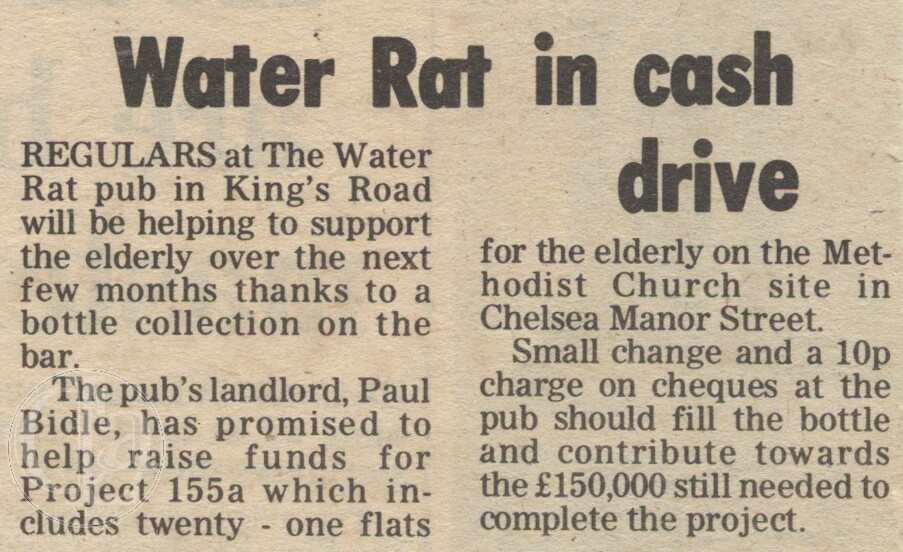 Water Rat in cash
drive
REGULARS at The Water
Rat pub in King's Road
will be helping to support
the elderly over the next
few months thanks to a
bottle collection on the
bar.
The pub's landlord, Paul
Bidle, has promised to
help raise funds for
Project 155a which in-
cludes twenty - one flats
for the elderly on the Met-
hodist Church site in
Chelsea Manor Street.
Small change and a 10p
charge on cheques at the
pub should fill the bottle
and contribute towards
the £150,000 still needed to
complete the project.